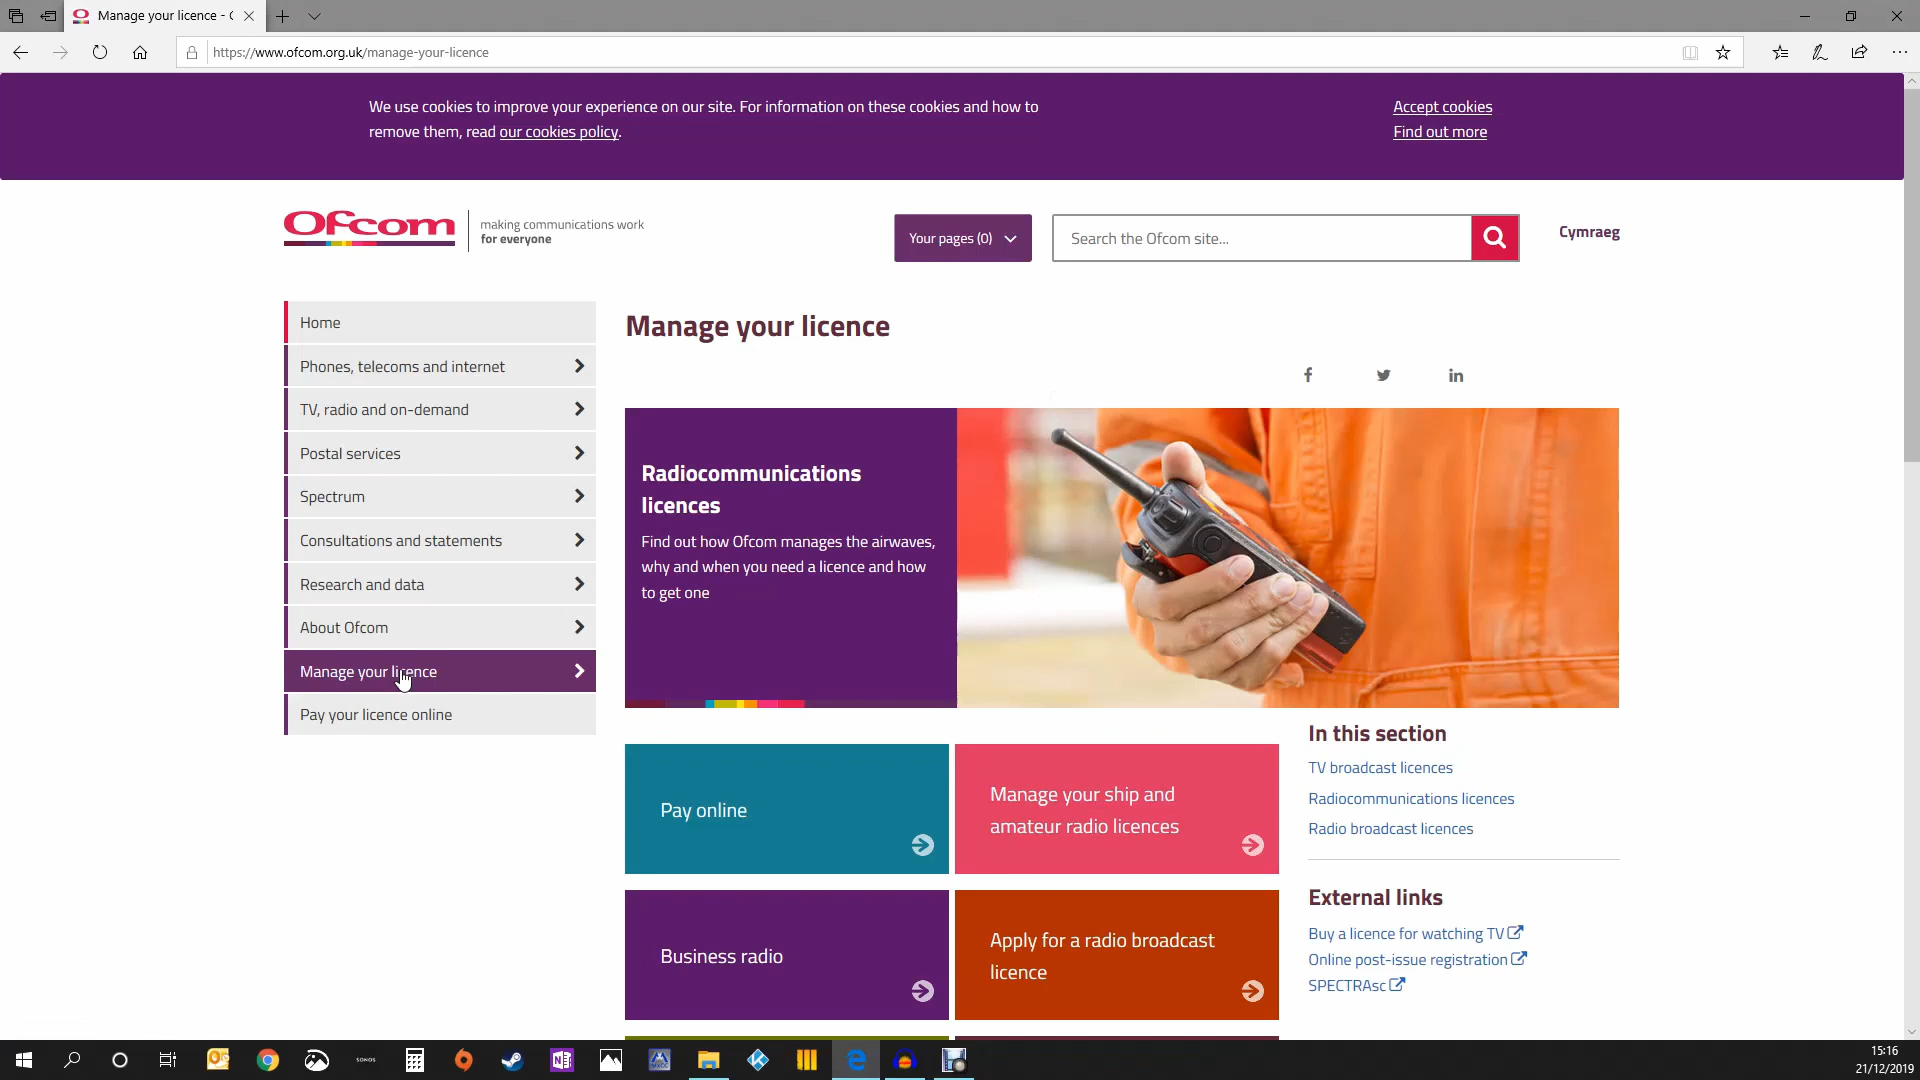 Manage your licence - (
https://www.ofcom.org.uk/manage-your-licence
We use cookies to improve your experience on our site. For information on these cookies and how to
remove them, read our cookies policy.
Accept cookies
Find out more
Ofcom
making communications work
for everyone
Your pages (0)
Search the Ofcom site...
Cymraeg
Home
Phones, telecoms and internet
TV, radio and on-demand
Postal services
Spectrum
Consultations and statements
Research and data
About Ofcom
Manage your licence
Pay your licence online
Manage your licence
Radiocommunications
licences
Find out how Ofcom manages the airwaves,
why and when you need a licence and how
to get one
Pay online
Manage your ship and
amateur radio licences
Business radio
Apply for a radio broadcast
licence
In this section
TV broadcast licences
Radiocommunications licences
Radio broadcast licences
External links
Buy a licence for watching TV
Online post-issue registration
SPECTRAsc
SONOS
15:16
21/12/2019